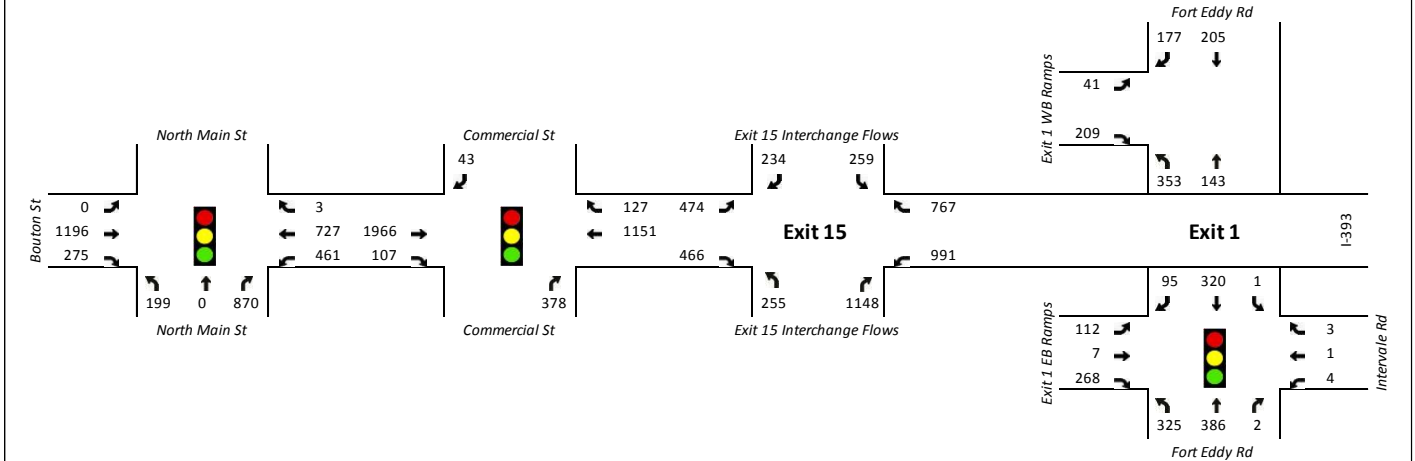 Fort Eddy Rd
177 205
Exit 1 WB Ramps
41
209
353 143
North Main St
Commercial St
Exit 15 Interchange Flows
43
234 259
Bouton St
0
1196
275
3
727
461
1966
107
127
1151
474
466
Exit 15
767
991
Exit 1
I-393
199 0 870
378
255 1148
North Main St
Commercial St
Exit 15 Interchange Flows
95 320 1
Exit 1 EB Ramps
112
7
268
3
1
4
Intervale Rd
325 386 2
Fort Eddy Rd